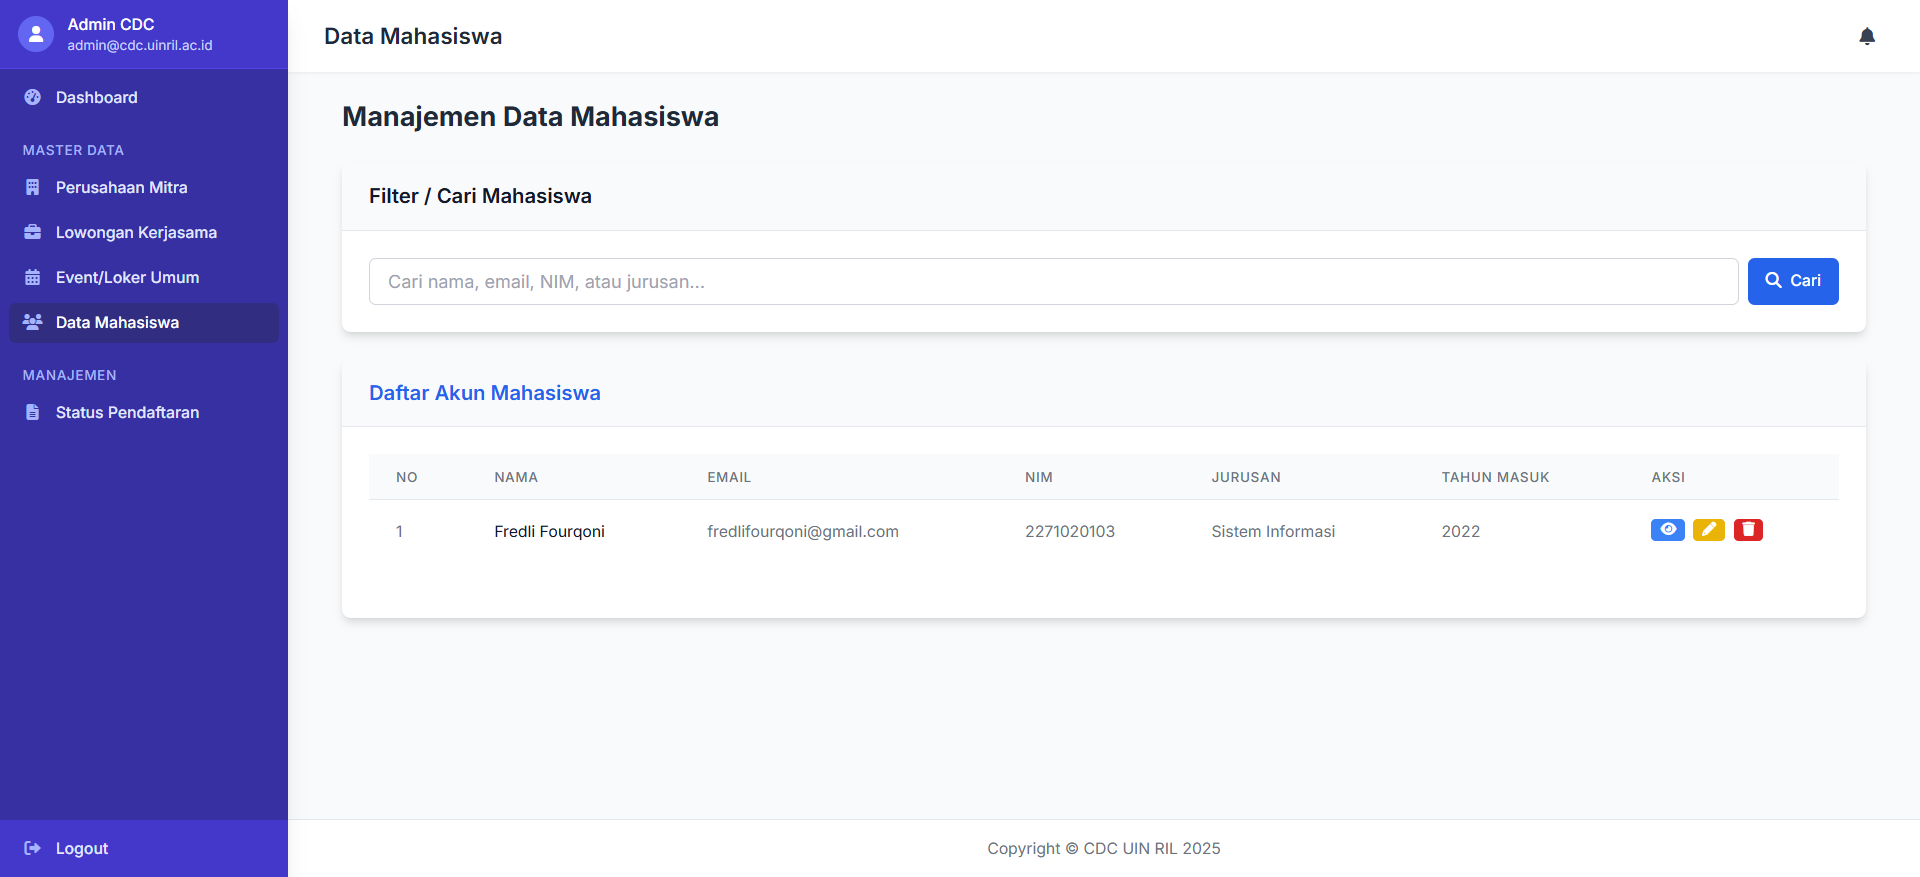 Admin CDC
admin@cdc.uinril.ac.id
Dashboard
MASTER DATA
Perusahaan Mitra
Lowongan Kerjasama
Event/Loker Umum
Data Mahasiswa
MANAJEMEN
Status Pendaftaran
Logout
Data Mahasiswa
Manajemen Data Mahasiswa
Filter / Cari Mahasiswa
Cari nama, email, NIM, atau jurusan...
Cari
Daftar Akun Mahasiswa
NO NAMA EMAIL NIM JURUSAN TAHUN MASUK AKSI
1 Fredli Fourqoni fredlifourqoni@gmail.com 2271020103 Sistem Informasi 2022
Copyright © CDC UIN RIL 2025